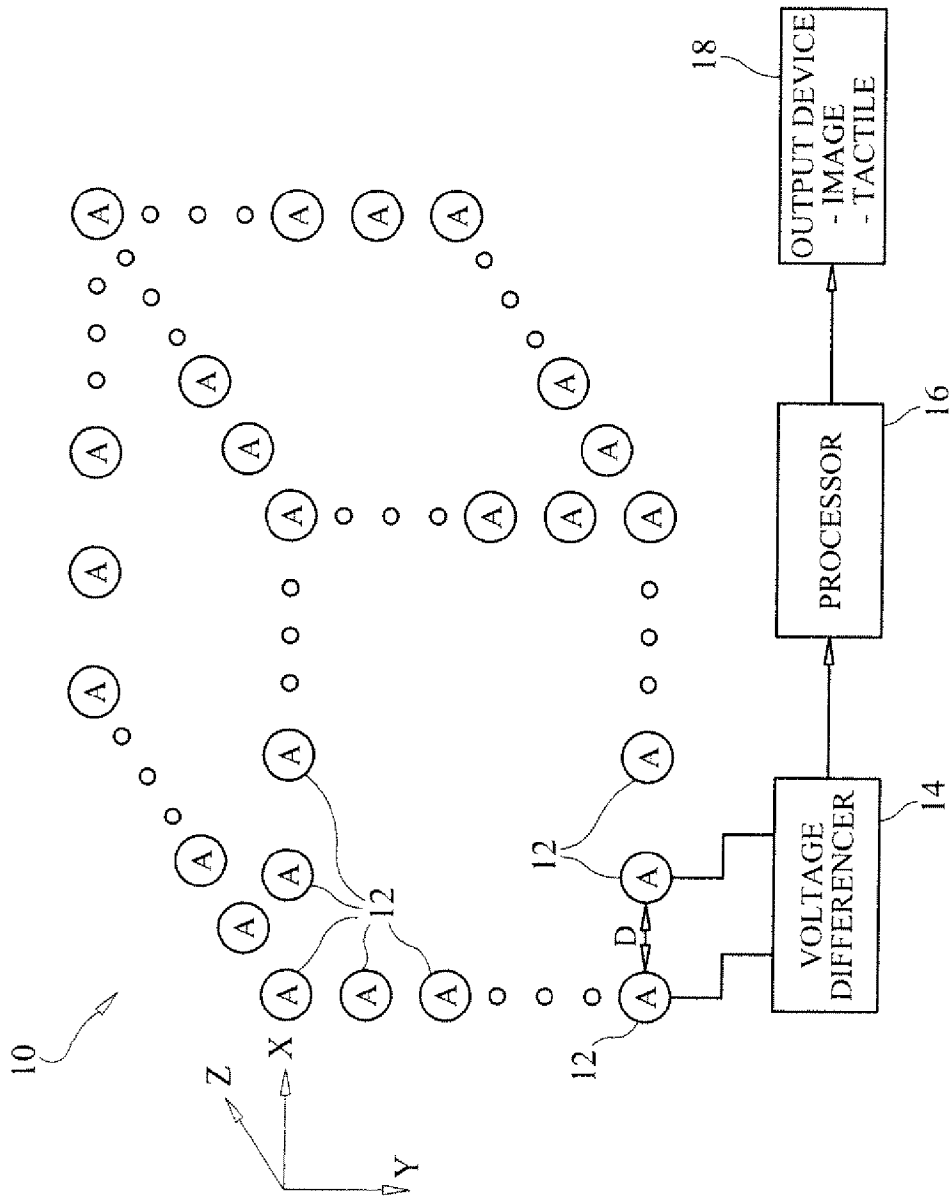 10
A A A A
A A
Z
A A
X
A A A A A
A A
12
Y
A A
A
12
A A
12
A
D
A A A A
18
VOLTAGE
DIFFERENCER
PROCESSOR
OUTPUT DEVICE
- IMAGE
- TACTILE
14
16